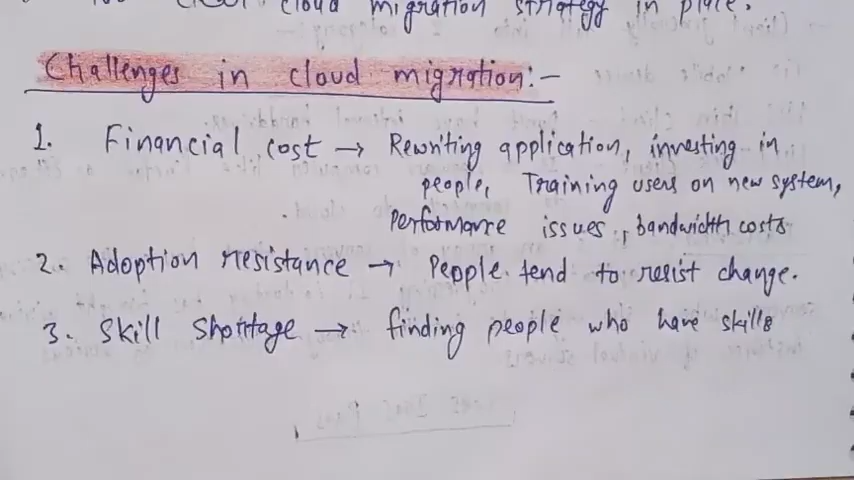 cloud migration strategy in place.
Challenges in cloud migration:-
1. Financial cost → Rewriting application, investing in
people, Training users on new system,
Performance issues, bandwidth costs
2. Adoption resistance → People tend to resist change.
3. Skill Shortage → finding people who have skills